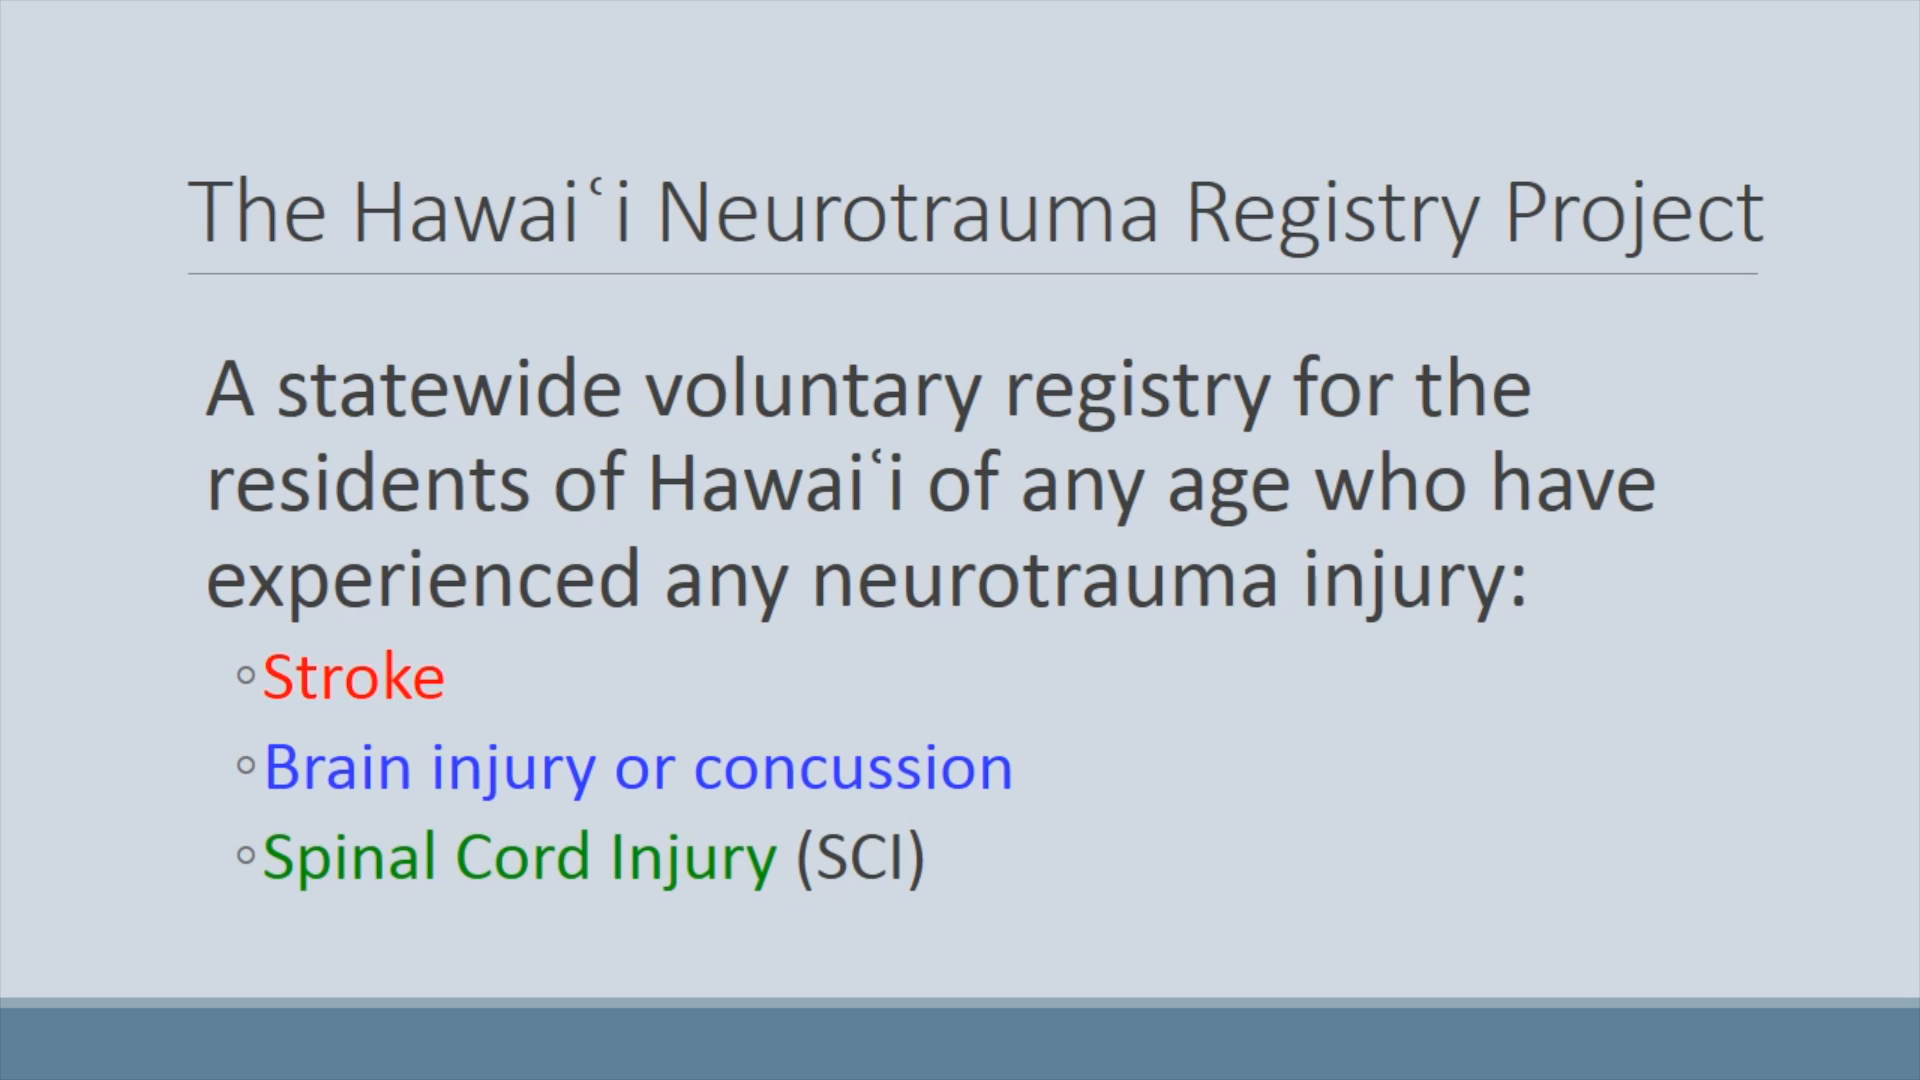 The Hawaiʻi Neurotrauma Registry Project
A statewide voluntary registry for the
residents of Hawaiʻi of any age who have
experienced any neurotrauma injury:
◦Stroke
◦Brain injury or concussion
◦Spinal Cord Injury (SCI)